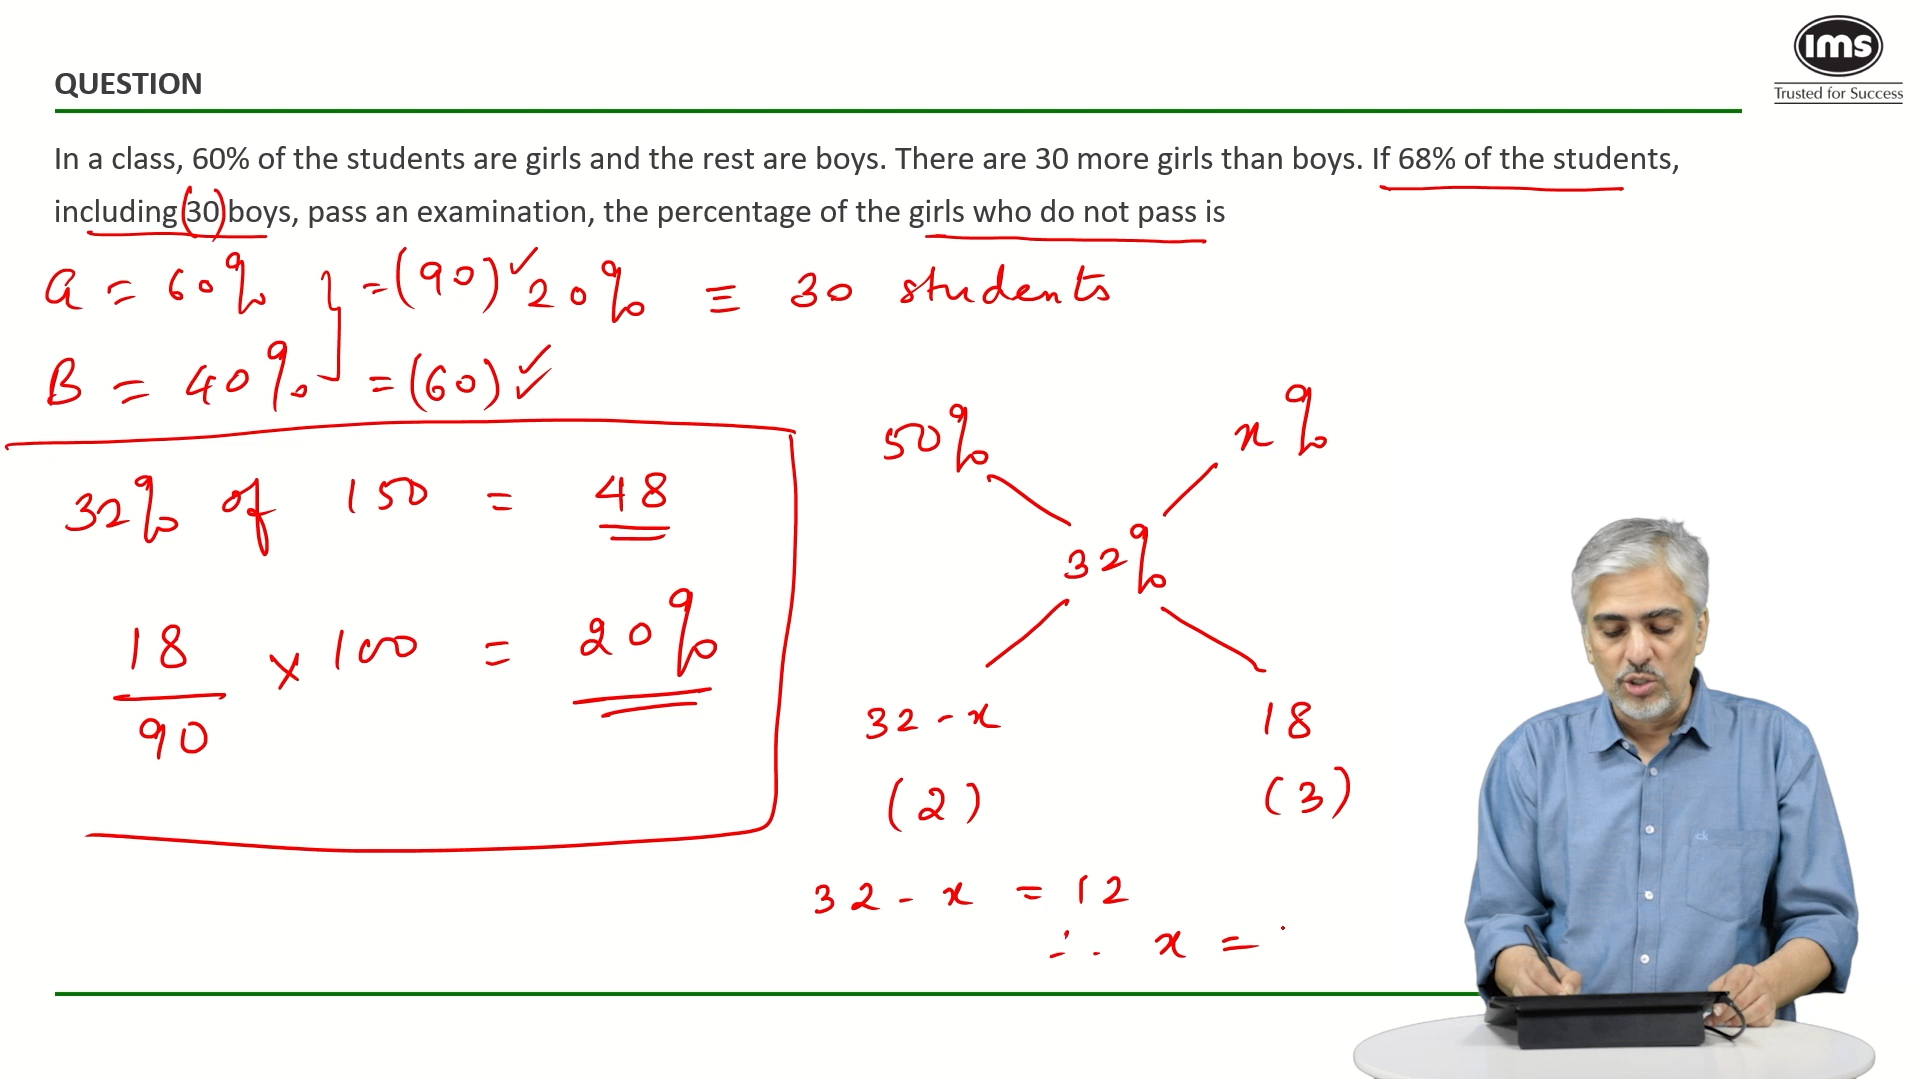 ims
Trusted for Success
QUESTION
In a class, 60% of the students are girls and the rest are boys. There are 30 more girls than boys. If 68% of the students,
including 30 boys, pass an examination, the percentage of the girls who do not pass is
G = 60% } = (90) ✓ 20% ≡ 30 students
B = 40% = (60) ✓
50% x%
32% of 150 = 48
32%
18/90 × 100 = 20%
32 - x 18
(2) (3)
32 - x = 12
∴ x =
ck